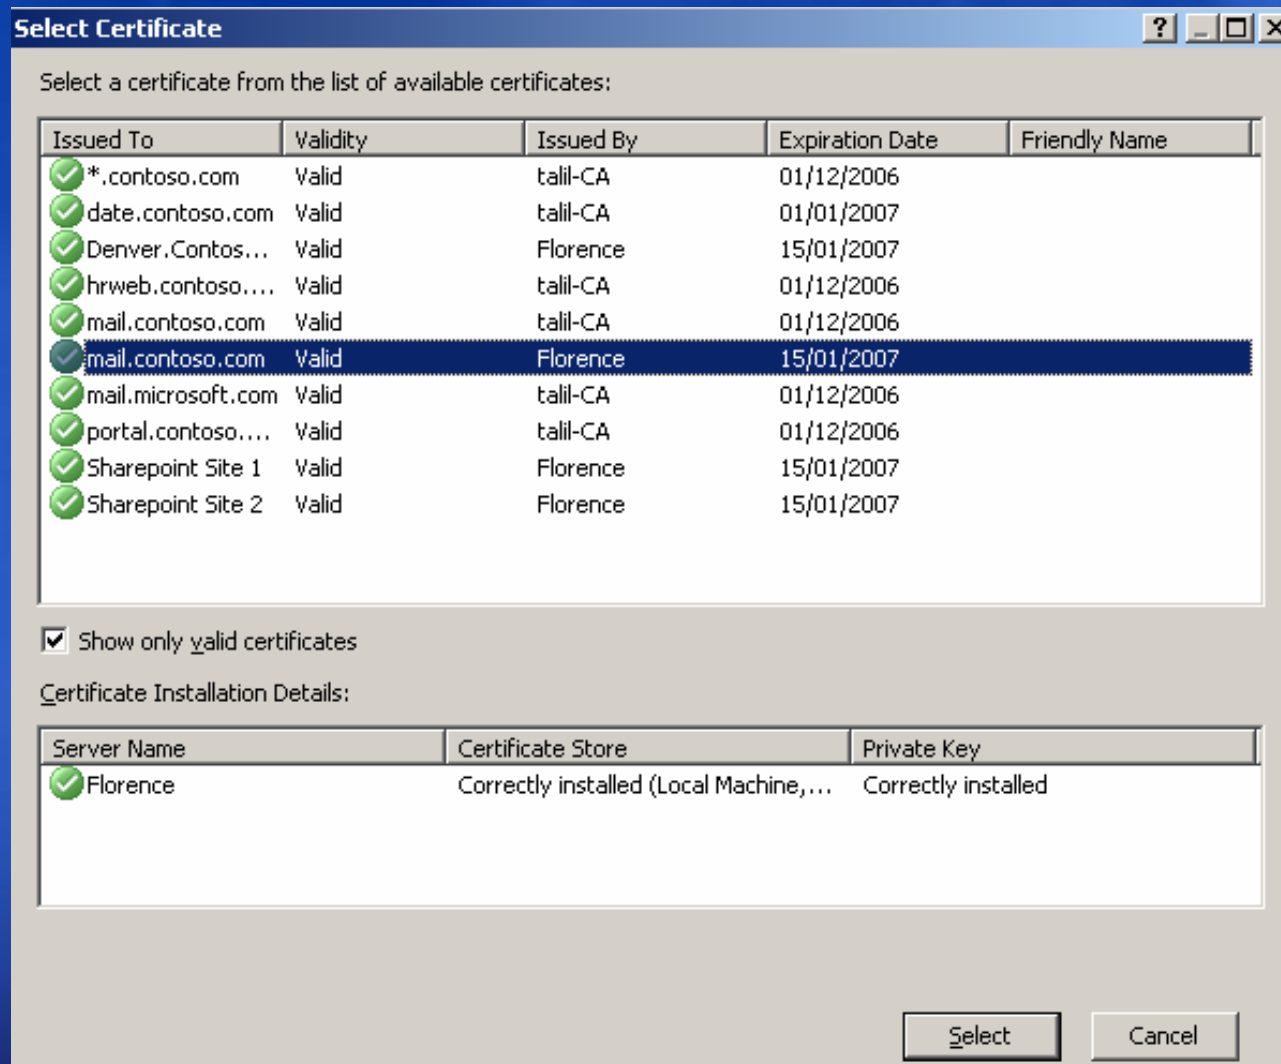 Select Certificate
Select a certificate from the list of available certificates:
Issued To Validity Issued By Expiration Date Friendly Name
*.contoso.com Valid talil-CA 01/12/2006
date.contoso.com Valid talil-CA 01/01/2007
Denver.Contos... Valid Florence 15/01/2007
hrweb.contoso.... Valid talil-CA 01/12/2006
mail.contoso.com Valid talil-CA 01/12/2006
mail.contoso.com Valid Florence 15/01/2007
mail.microsoft.com Valid talil-CA 01/12/2006
portal.contoso.... Valid talil-CA 01/12/2006
Sharepoint Site 1 Valid Florence 15/01/2007
Sharepoint Site 2 Valid Florence 15/01/2007
Show only valid certificates
Certificate Installation Details:
Server Name Certificate Store Private Key
Florence Correctly installed (Local Machine,... Correctly installed
Select Cancel